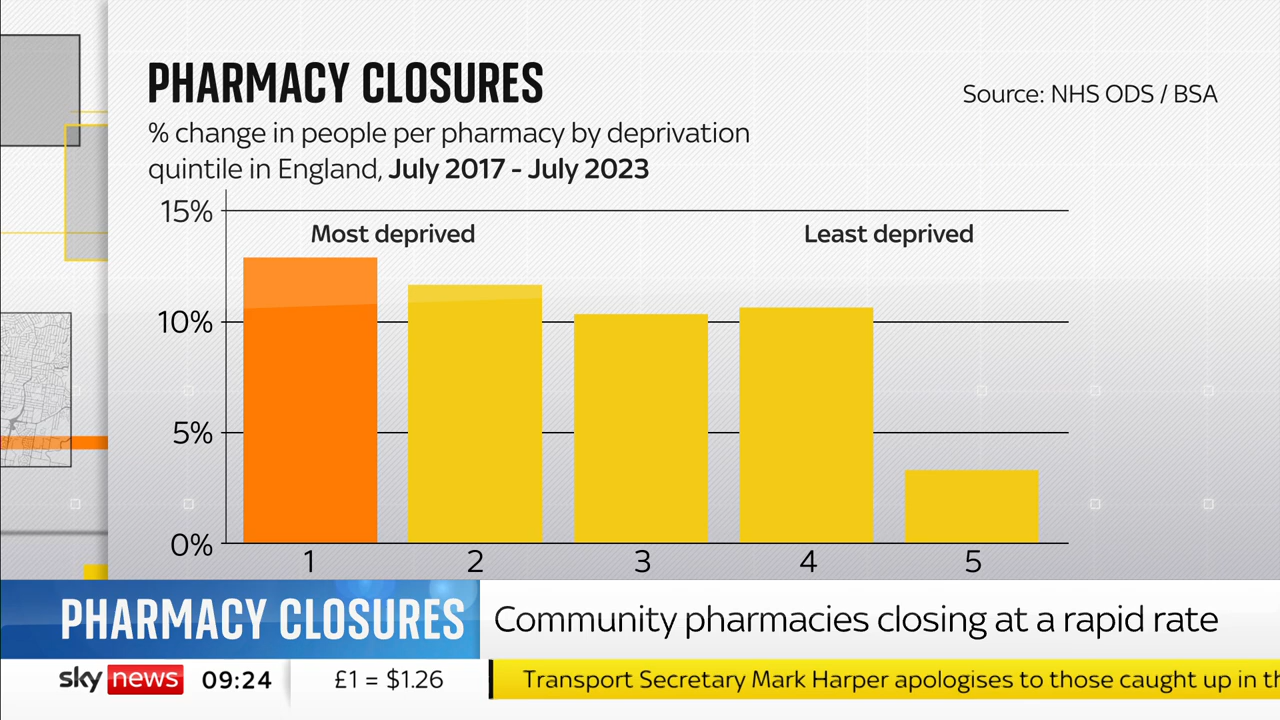 PHARMACY CLOSURES
Source: NHS ODS / BSA
% change in people per pharmacy by deprivation
quintile in England, July 2017 - July 2023
15%
Most deprived
Least deprived
10%
5%
0%
1 2 3 4 5
PHARMACY CLOSURES
Community pharmacies closing at a rapid rate
sky news 09:24 £1 = $1.26
Transport Secretary Mark Harper apologises to those caught up in